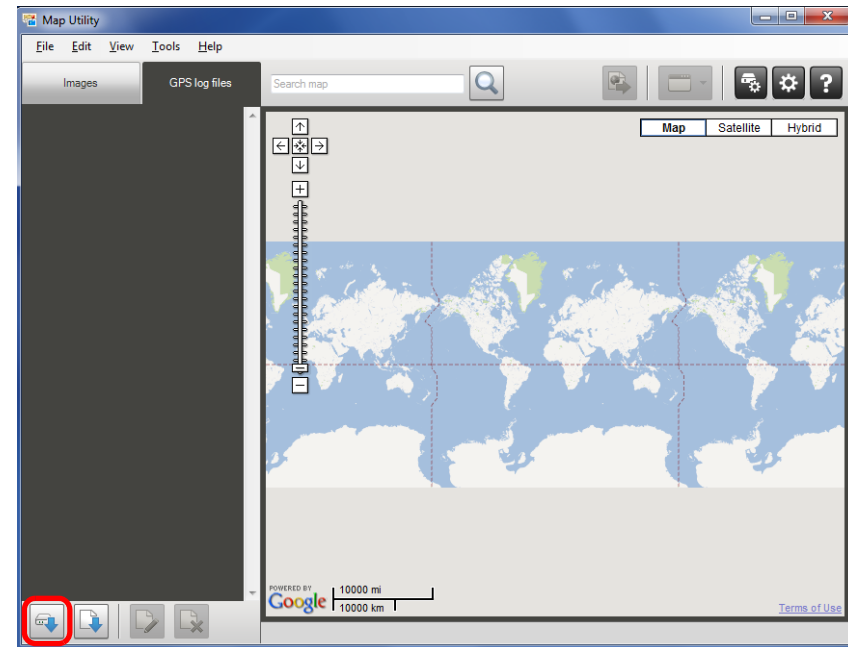 Map Utility
File Edit View Tools Help
Images GPS log files Search map ?
Map Satellite Hybrid
POWERED BY
Google
10000 mi
10000 km
Terms of Use